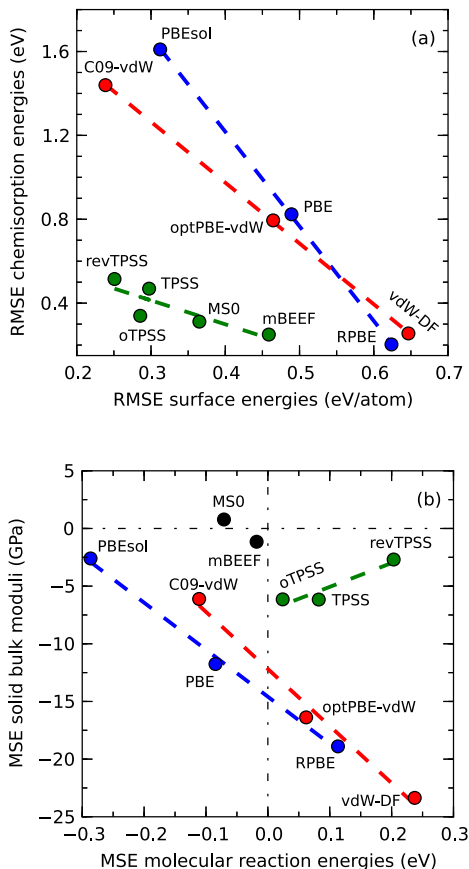 (a)
PBEsol
C09-vdW
PBE
optPBE-vdW
revTPSS
TPSS
oTPSS
MS0
mBEEF
vdW-DF
RPBE
1.6
1.2
0.8
0.4
RMSE chemisorption energies (eV)
0.2 0.3 0.4 0.5 0.6 0.7
RMSE surface energies (eV/atom)
(b)
MS0
mBEEF
PBEsol
C09-vdW
oTPSS
revTPSS
TPSS
PBE
optPBE-vdW
RPBE
vdW-DF
5
0
−5
−10
−15
−20
−25
MSE solid bulk moduli (GPa)
−0.3 −0.2 −0.1 0.0 0.1 0.2 0.3
MSE molecular reaction energies (eV)